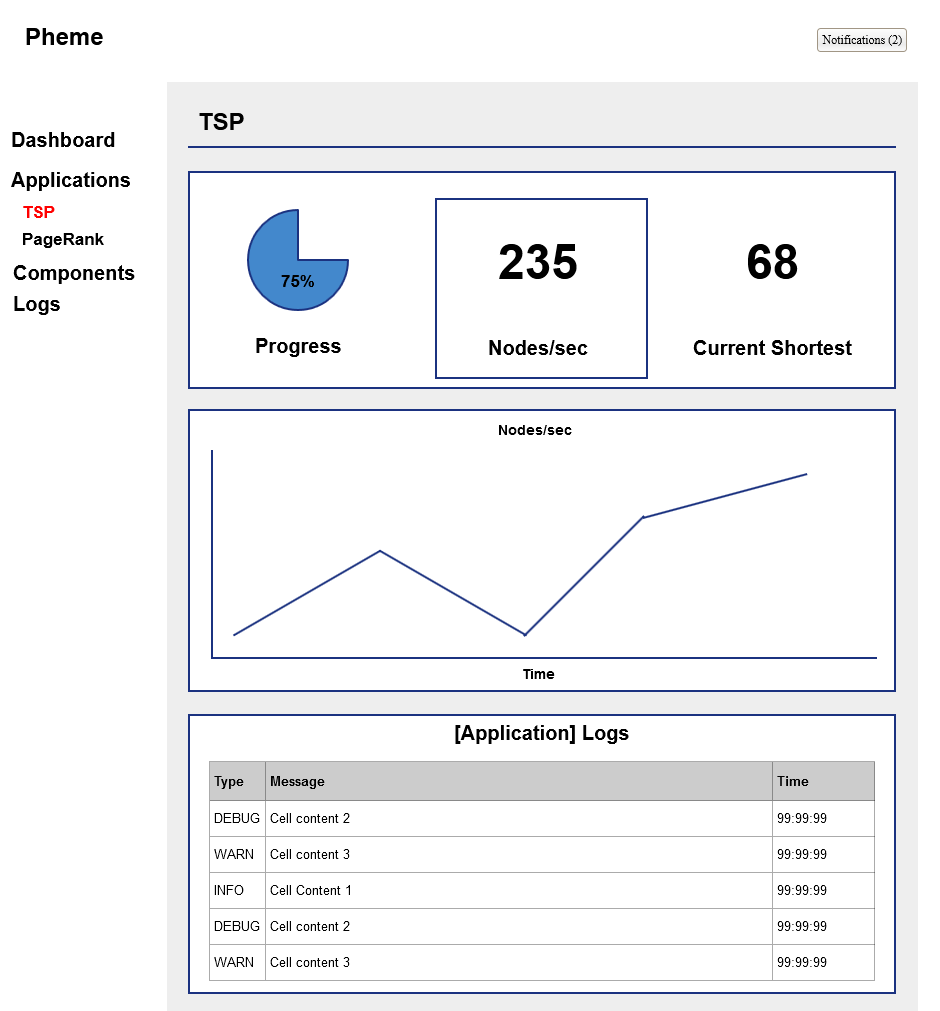 Pheme
Notifications (2)
Dashboard
Applications
TSP
PageRank
Components
Logs
TSP
75%
Progress
235
Nodes/sec
68
Current Shortest
Nodes/sec
Time
[Application] Logs
Type Message Time
DEBUG Cell content 2 99:99:99
WARN Cell content 3 99:99:99
INFO Cell Content 1 99:99:99
DEBUG Cell content 2 99:99:99
WARN Cell content 3 99:99:99